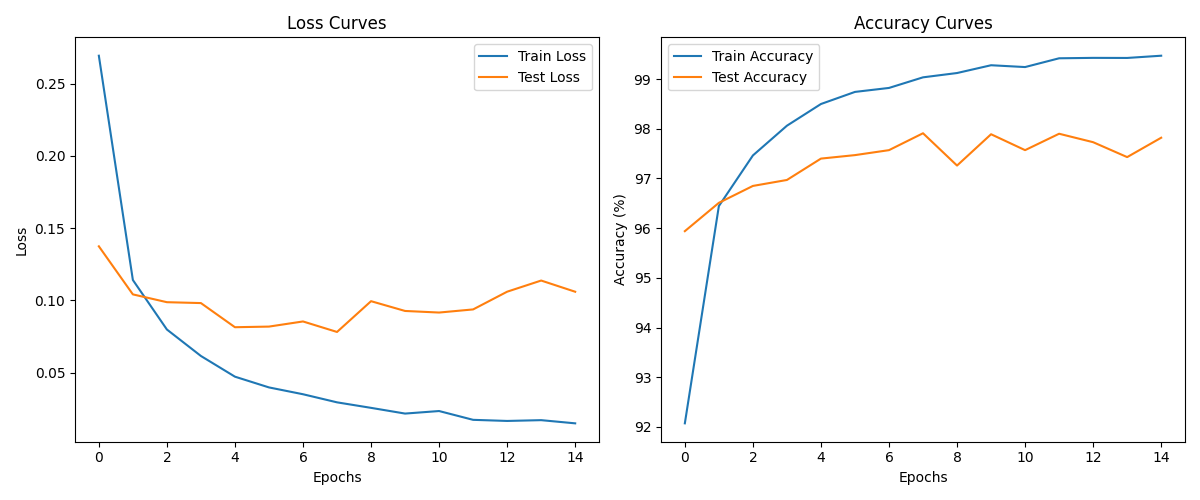 Loss Curves
Train Loss
Test Loss
0.25
0.20
0.15
0.10
0.05
Loss
0 2 4 6 8 10 12 14
Epochs
Accuracy Curves
Train Accuracy
Test Accuracy
99
98
97
96
95
94
93
92
Accuracy (%)
0 2 4 6 8 10 12 14
Epochs